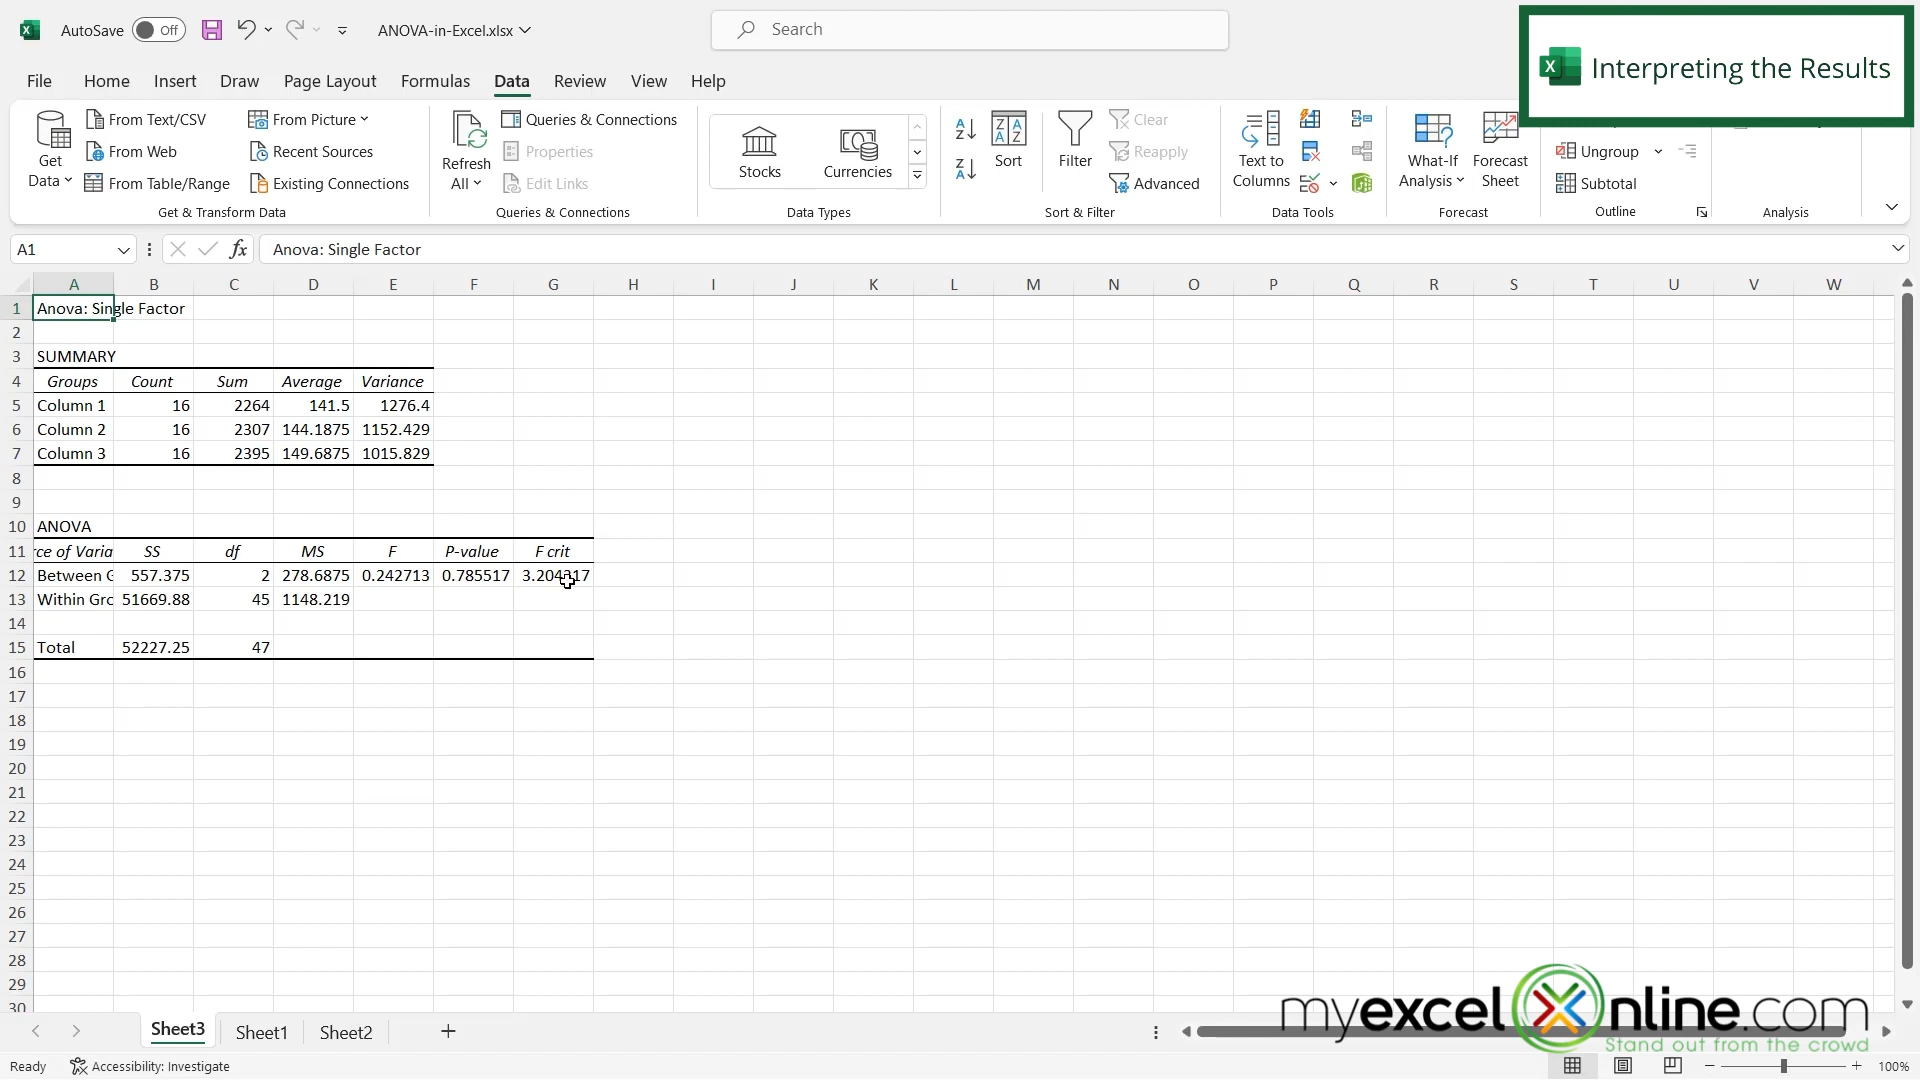 AutoSave Off ANOVA-in-Excel.xlsx Search
Interpreting the Results
File Home Insert Draw Page Layout Formulas Data Review View Help
Get Data
From Text/CSV
From Web
From Table/Range
From Picture
Recent Sources
Existing Connections
Get & Transform Data
Refresh All
Queries & Connections
Properties
Edit Links
Queries & Connections
Stocks Currencies
Data Types
Sort
Filter
Clear
Reapply
Advanced
Sort & Filter
Text to Columns
Data Tools
What-If Analysis
Forecast Sheet
Forecast
Ungroup
Subtotal
Outline
Analysis
A1 fx Anova: Single Factor
A B C D E F G H I J K L M N O P Q R S T U V W
1 Anova: Single Factor
2
3 SUMMARY
4 Groups Count Sum Average Variance
5 Column 1 16 2264 141.5 1276.4
6 Column 2 16 2307 144.1875 1152.429
7 Column 3 16 2395 149.6875 1015.829
8
9
10 ANOVA
11 rce of Varia SS df MS F P-value F crit
12 Between G 557.375 2 278.6875 0.242713 0.785517 3.204317
13 Within Gro 51669.88 45 1148.219
14
15 Total 52227.25 47
16
17
18
19
20
21
22
23
24
25
26
27
28
29
30
Sheet3 Sheet1 Sheet2
myexcelonline.com
Stand out from the crowd
Ready Accessibility: Investigate 100%